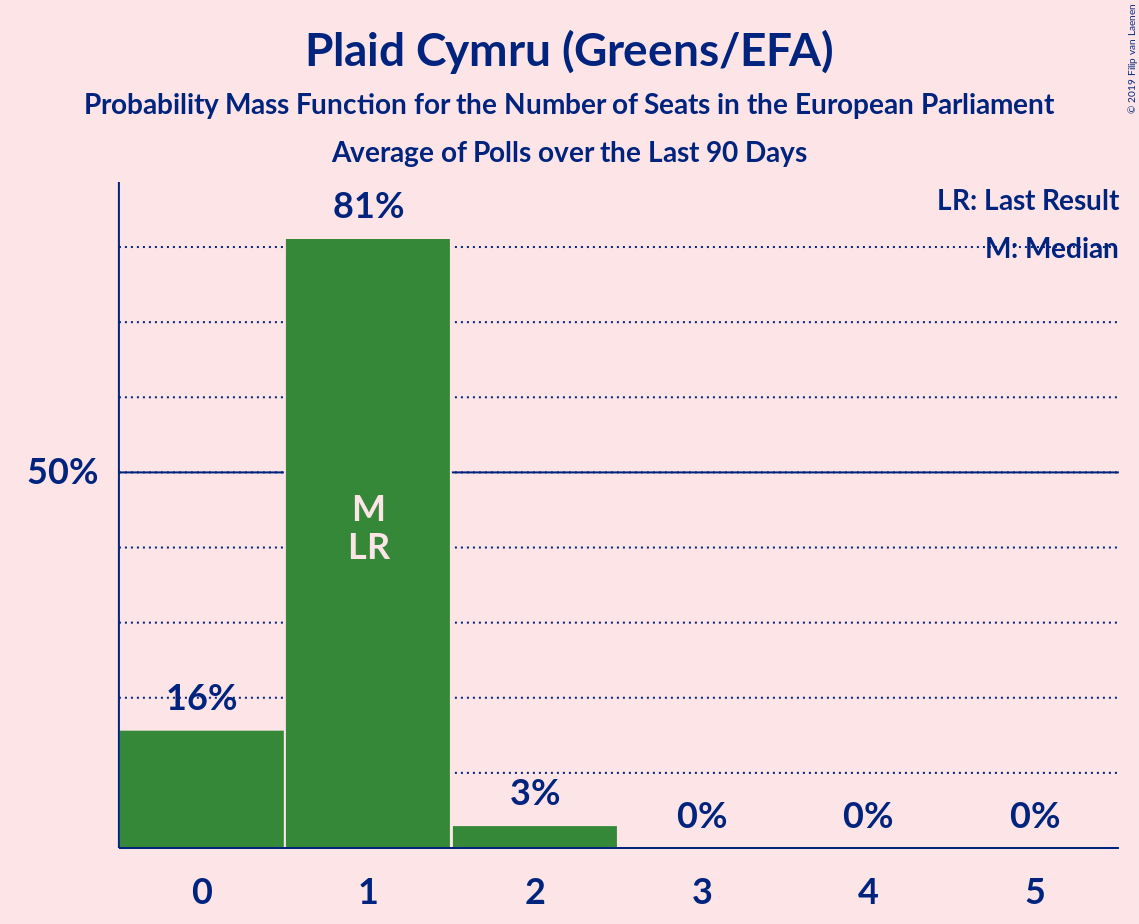 Plaid Cymru (Greens/EFA)
Probability Mass Function for the Number of Seats in the European Parliament
Average of Polls over the Last 90 Days
© 2019 Filip van Laenen
LR: Last Result
M: Median
81%
50%
M
LR
16%
3%
0%
0%
0%
0
1
2
3
4
5